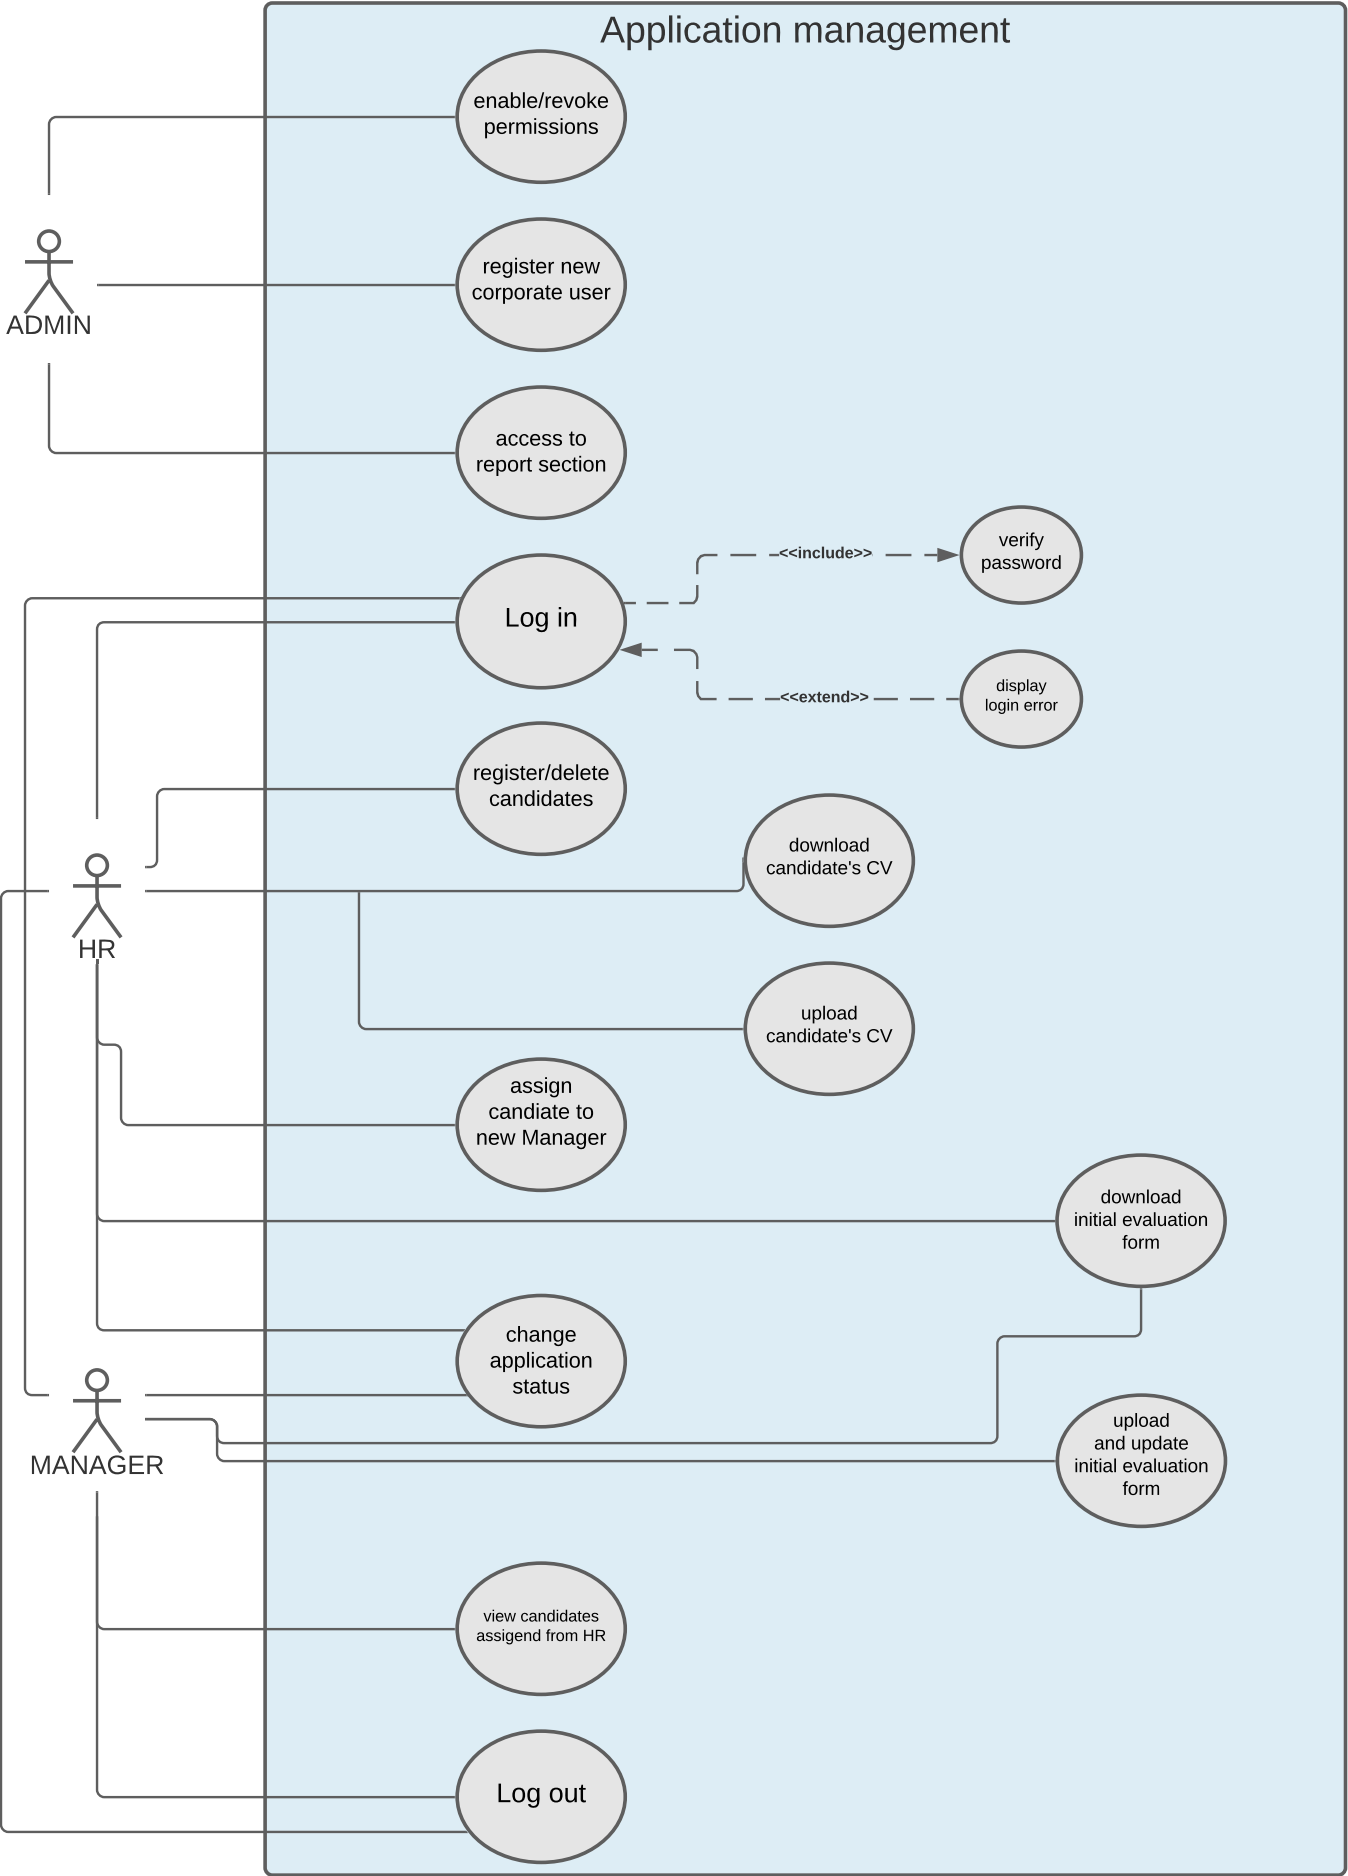 Application management
enable/revoke
permissions
register new
corporate user
ADMIN
access to
report section
verify
password
<<include>>
Log in
display
login error
<<extend>>
register/delete
candidates
download
candidate's CV
HR
upload
candidate's CV
assign
candiate to
new Manager
download
initial evaluation
form
change
application
status
MANAGER
upload
and update
initial evaluation
form
view candidates
assigend from HR
Log out